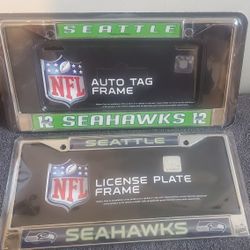 SEATTLE
NFL
AUTO TAG
FRAME
12 SEAHAWKS 12
SEATTLE
NFL
LICENSE PLATE
FRAME
SEAHAWKS